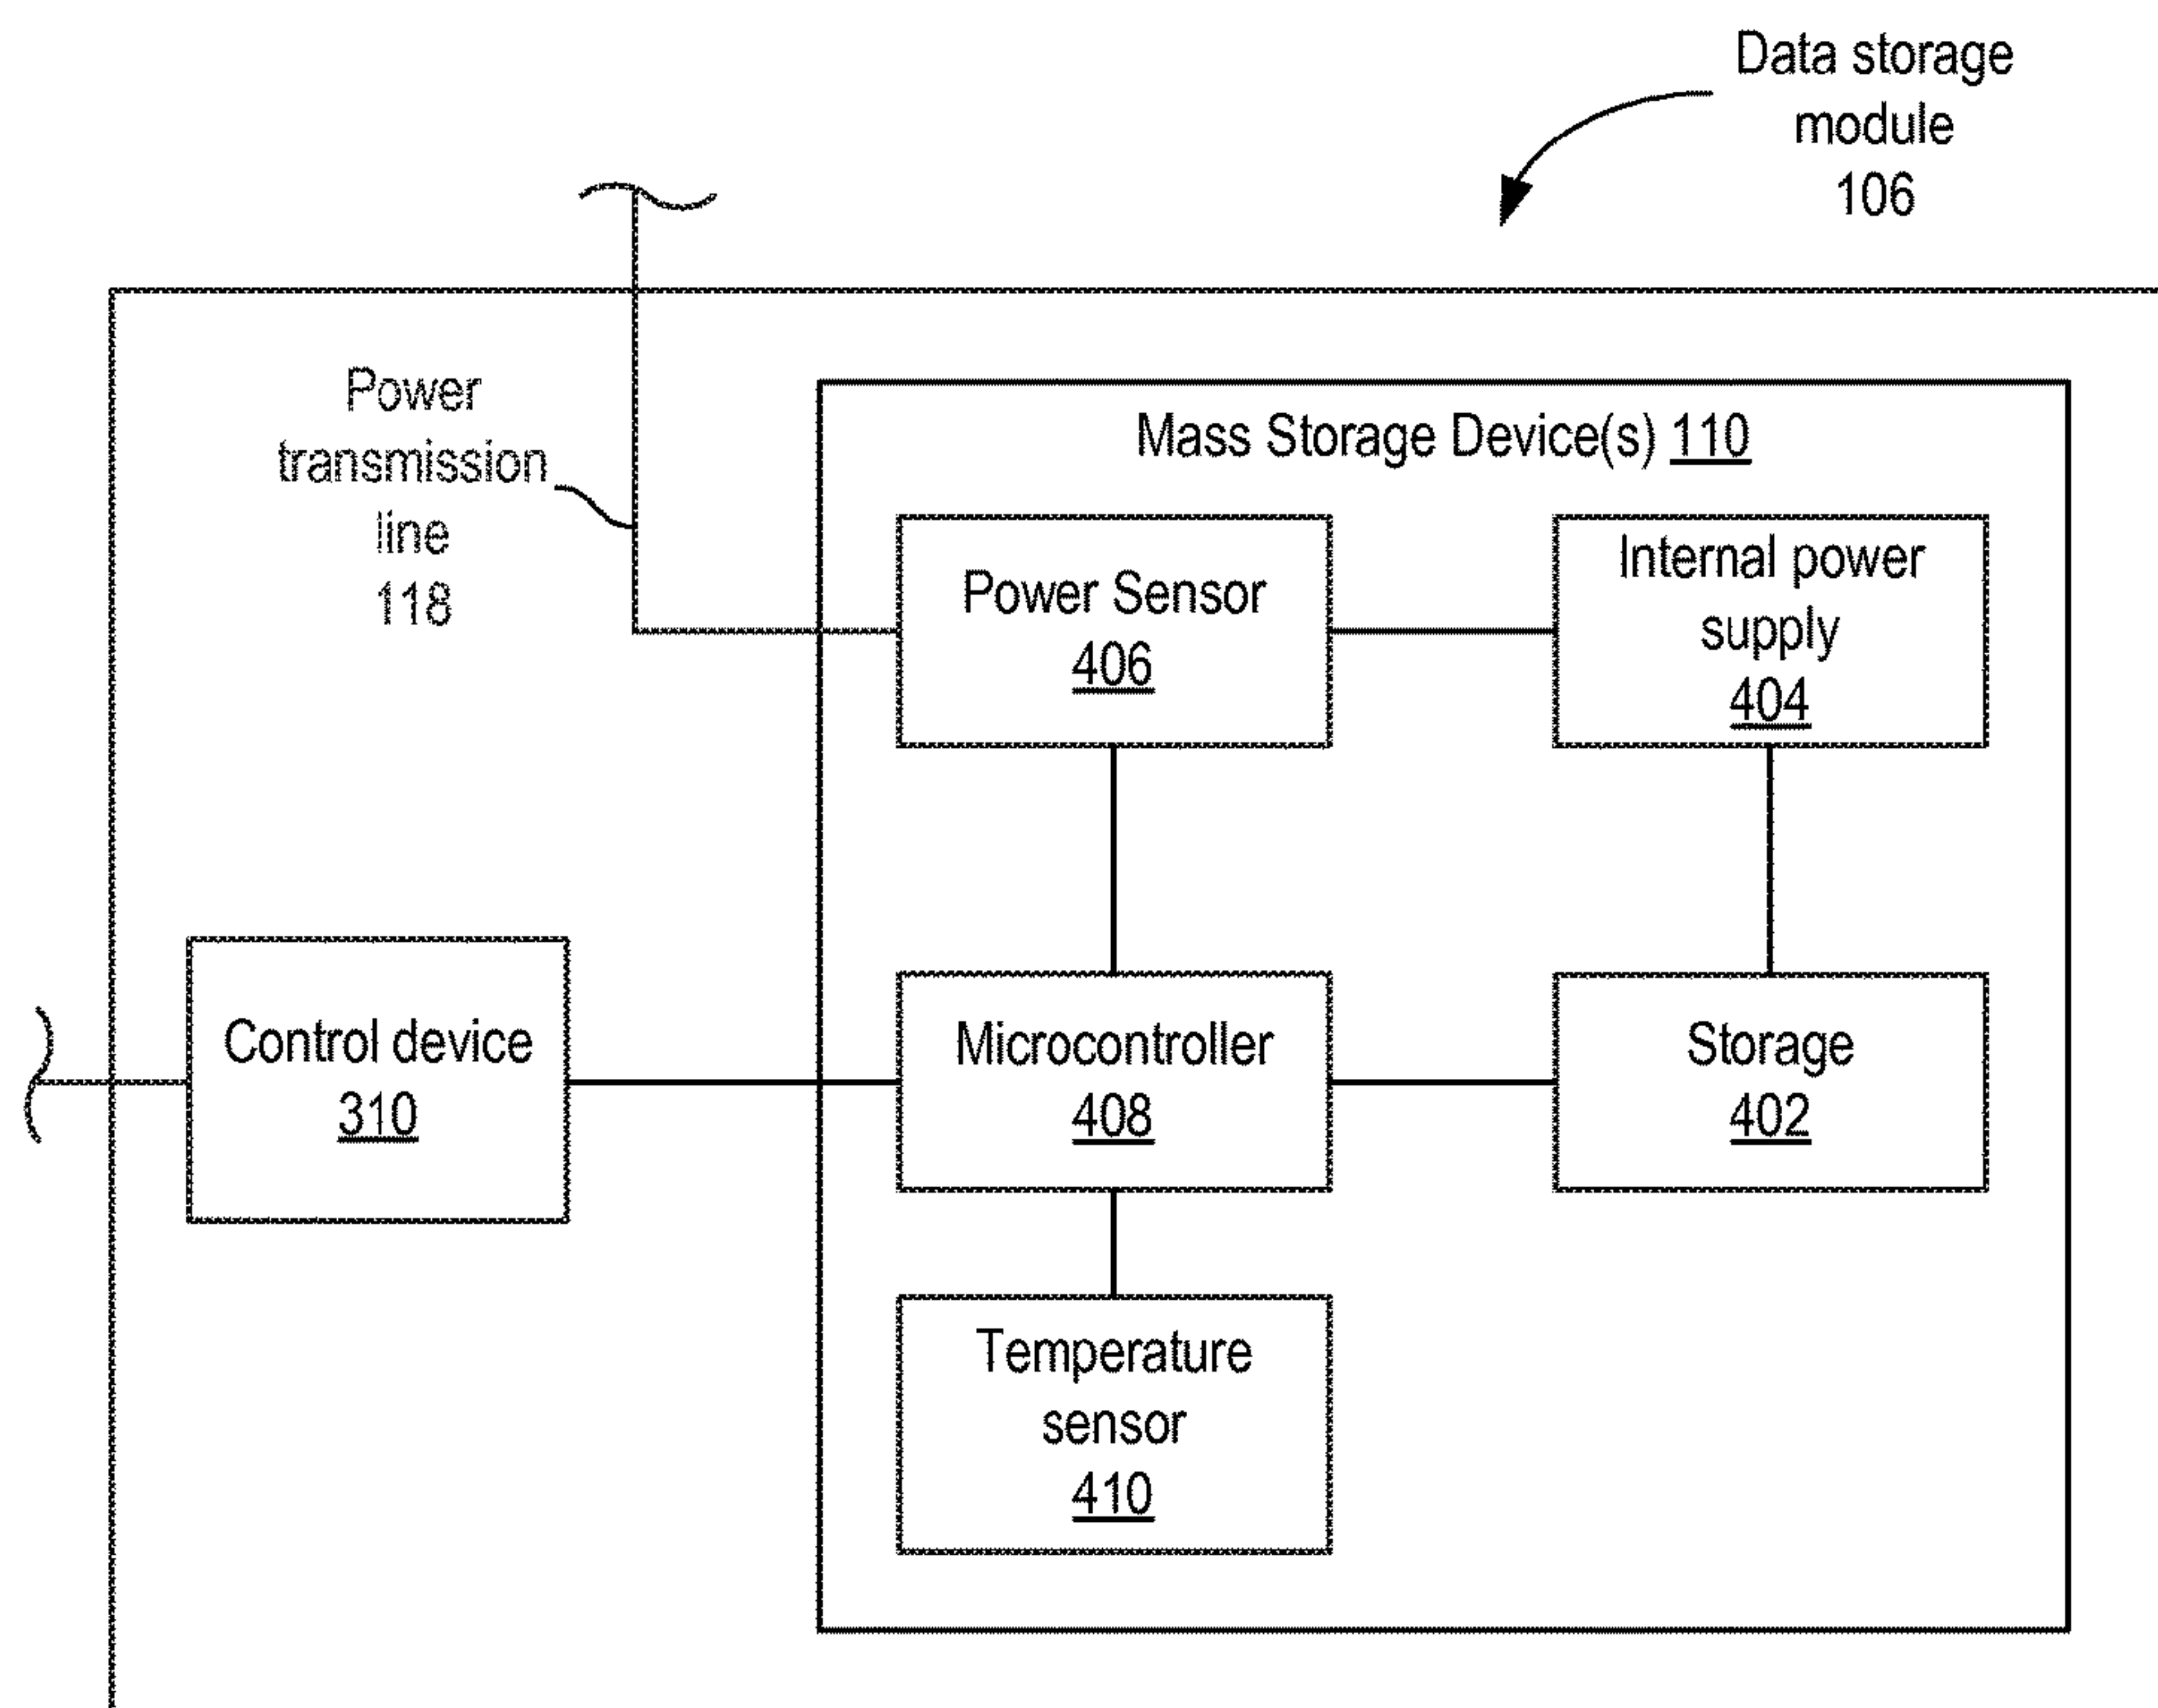 Data storage
module
106
Power
transmission
line
118
Mass Storage Device(s) 110
Power Sensor
406
Internal power
supply
404
Control device
310
Microcontroller
408
Storage
402
Temperature
sensor
410